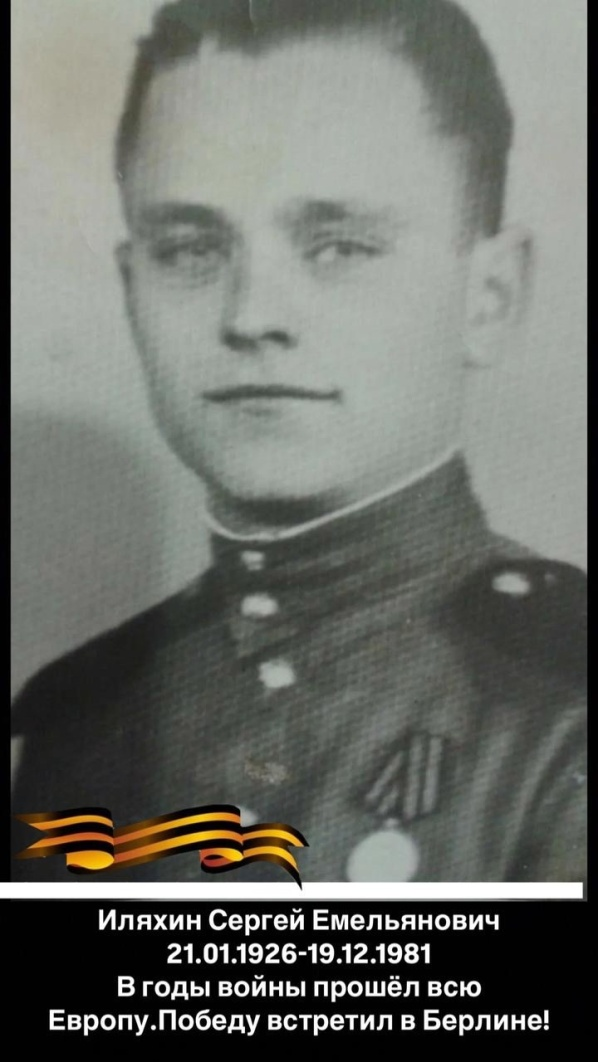 Иляхин Сергей Емельянович
21.01.1926-19.12.1981
В годы войны прошёл всю
Европу.Победу встретил в Берлине!